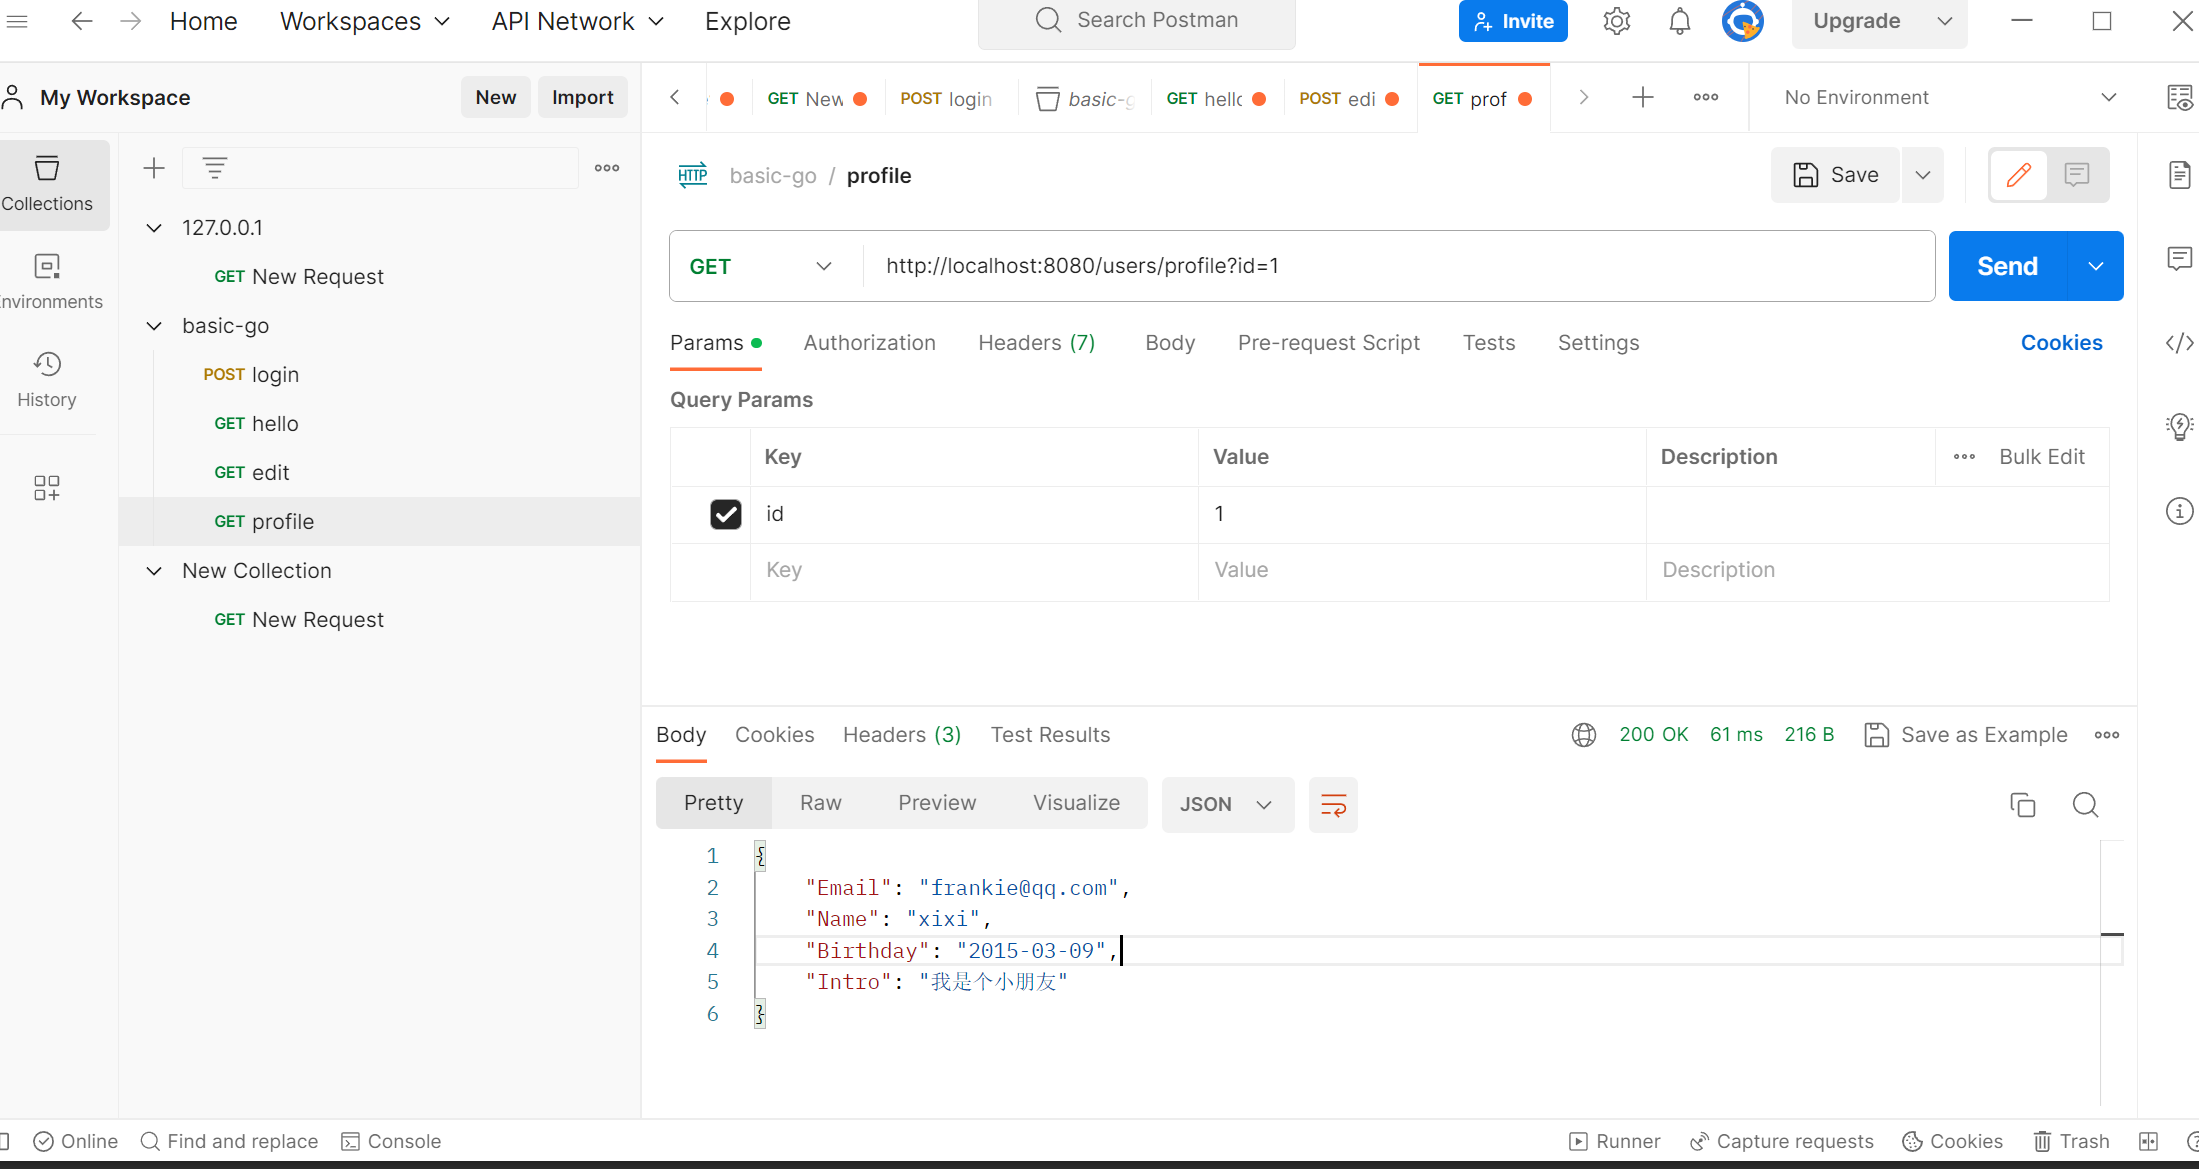 Home Workspaces API Network Explore Search Postman Invite Upgrade
My Workspace New Import
GET New POST login basic-g GET hello POST edi GET prof No Environment
Collections
basic-go / profile Save
127.0.0.1
GET New Request
GET http://localhost:8080/users/profile?id=1 Send
nvironments
basic-go
Params Authorization Headers (7) Body Pre-request Script Tests Settings Cookies
POST login
History
Query Params
GET hello
Key Value Description Bulk Edit
GET edit
id 1
GET profile
Key Value Description
New Collection
GET New Request
Body Cookies Headers (3) Test Results 200 OK 61 ms 216 B Save as Example
Pretty Raw Preview Visualize JSON
1 {
2 "Email": "frankie@qq.com",
3 "Name": "xixi",
4 "Birthday": "2015-03-09",
5 "Intro": "我是个小朋友"
6 }
Online Find and replace Console Runner Capture requests Cookies Trash